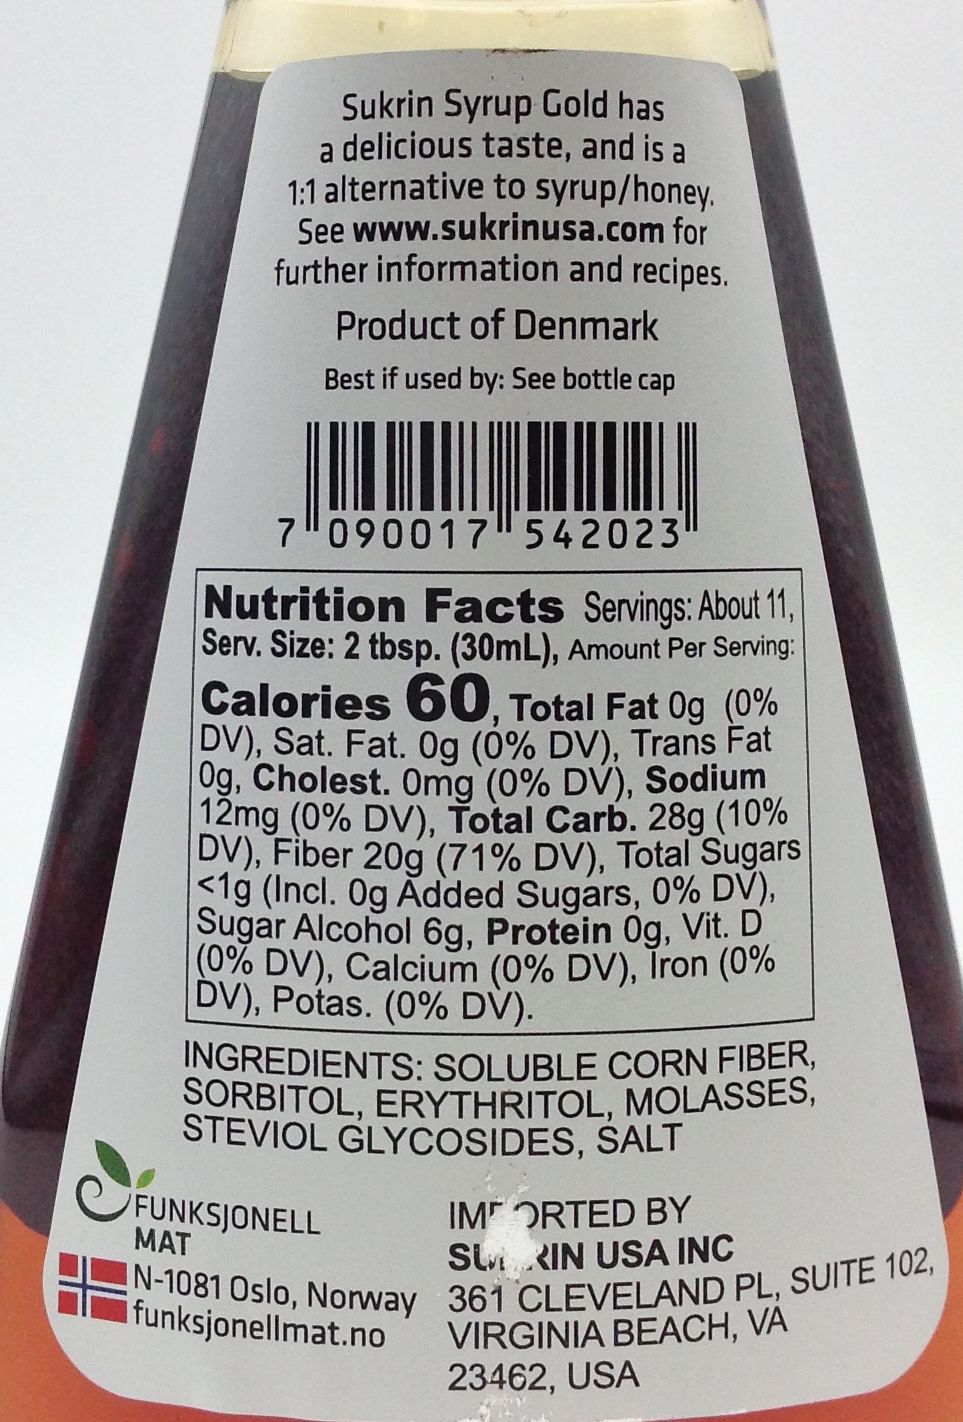 Sukrin Syrup Gold has
a delicious taste, and is a
1:1 alternative to syrup/honey.
See www.sukrinusa.com for
further information and recipes.
Product of Denmark
Best if used by: See bottle cap
7 090017 542023
Nutrition Facts Servings: About 11,
Serv. Size: 2 tbsp. (30mL), Amount Per Serving:
Calories 60, Total Fat 0g (0%
DV), Sat. Fat. 0g (0% DV), Trans Fat
0g, Cholest. 0mg (0% DV), Sodium
12mg (0% DV), Total Carb. 28g (10%
DV), Fiber 20g (71% DV), Total Sugars
<1g (Incl. 0g Added Sugars, 0% DV),
Sugar Alcohol 6g, Protein 0g, Vit. D
(0% DV), Calcium (0% DV), Iron (0%
DV), Potas. (0% DV).
INGREDIENTS: SOLUBLE CORN FIBER,
SORBITOL, ERYTHRITOL, MOLASSES,
STEVIOL GLYCOSIDES, SALT
FUNKSJONELL
MAT
N-1081 Oslo, Norway
funksjonellmat.no
IMPORTED BY
SUKRIN USA INC
361 CLEVELAND PL, SUITE 102,
VIRGINIA BEACH, VA
23462, USA